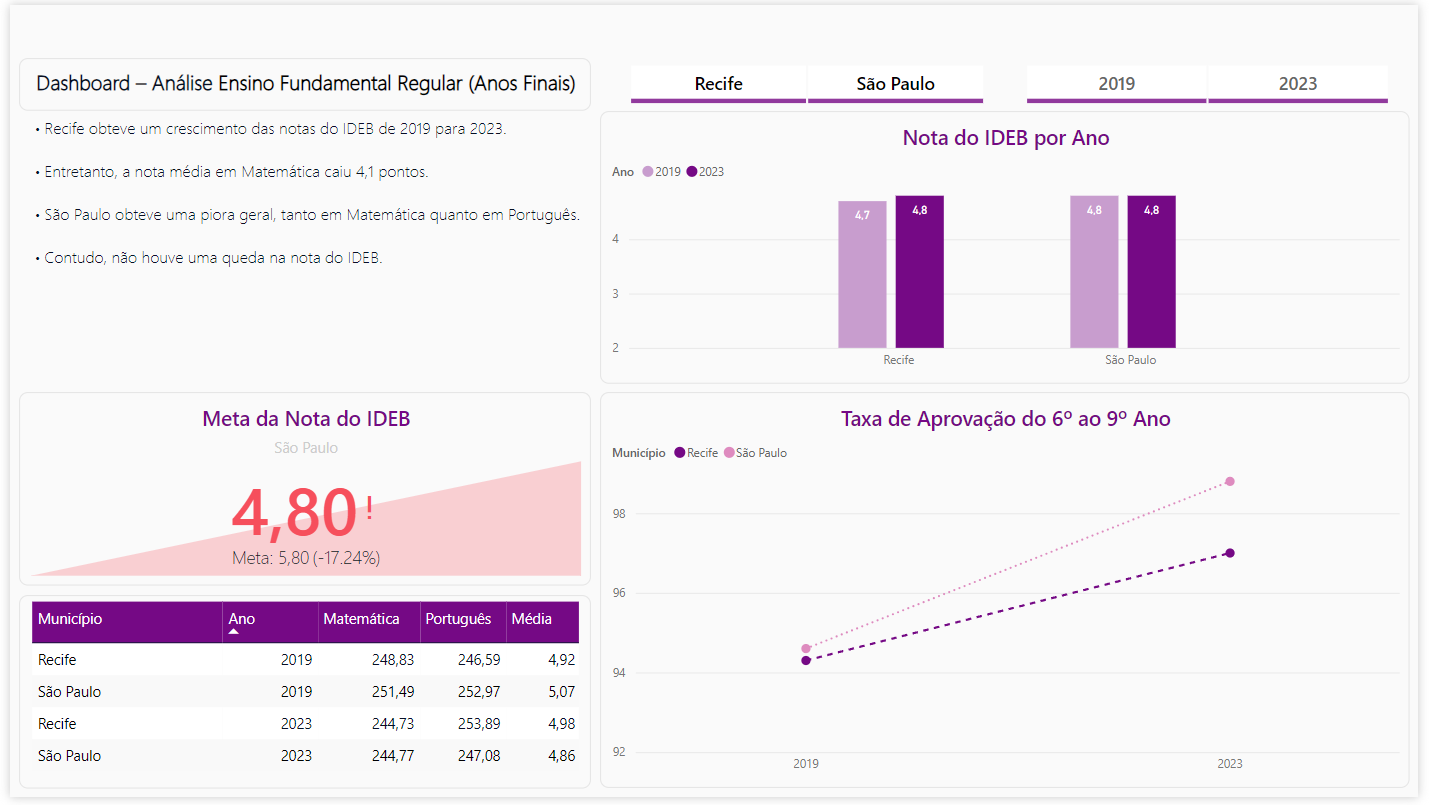 Dashboard – Análise Ensino Fundamental Regular (Anos Finais)
• Recife obteve um crescimento das notas do IDEB de 2019 para 2023.
• Entretanto, a nota média em Matemática caiu 4,1 pontos.
• São Paulo obteve uma piora geral, tanto em Matemática quanto em Português.
• Contudo, não houve uma queda na nota do IDEB.
Recife São Paulo 2019 2023
Nota do IDEB por Ano
Ano 2019 2023
4,7 4,8 4,8 4,8
4
3
2
Recife São Paulo
Meta da Nota do IDEB
São Paulo
4,80!
Meta: 5,80 (-17.24%)
Município Ano Matemática Português Média
Recife 2019 248,83 246,59 4,92
São Paulo 2019 251,49 252,97 5,07
Recife 2023 244,73 253,89 4,98
São Paulo 2023 244,77 247,08 4,86
Taxa de Aprovação do 6º ao 9º Ano
Município Recife São Paulo
98
96
94
92
2019 2023